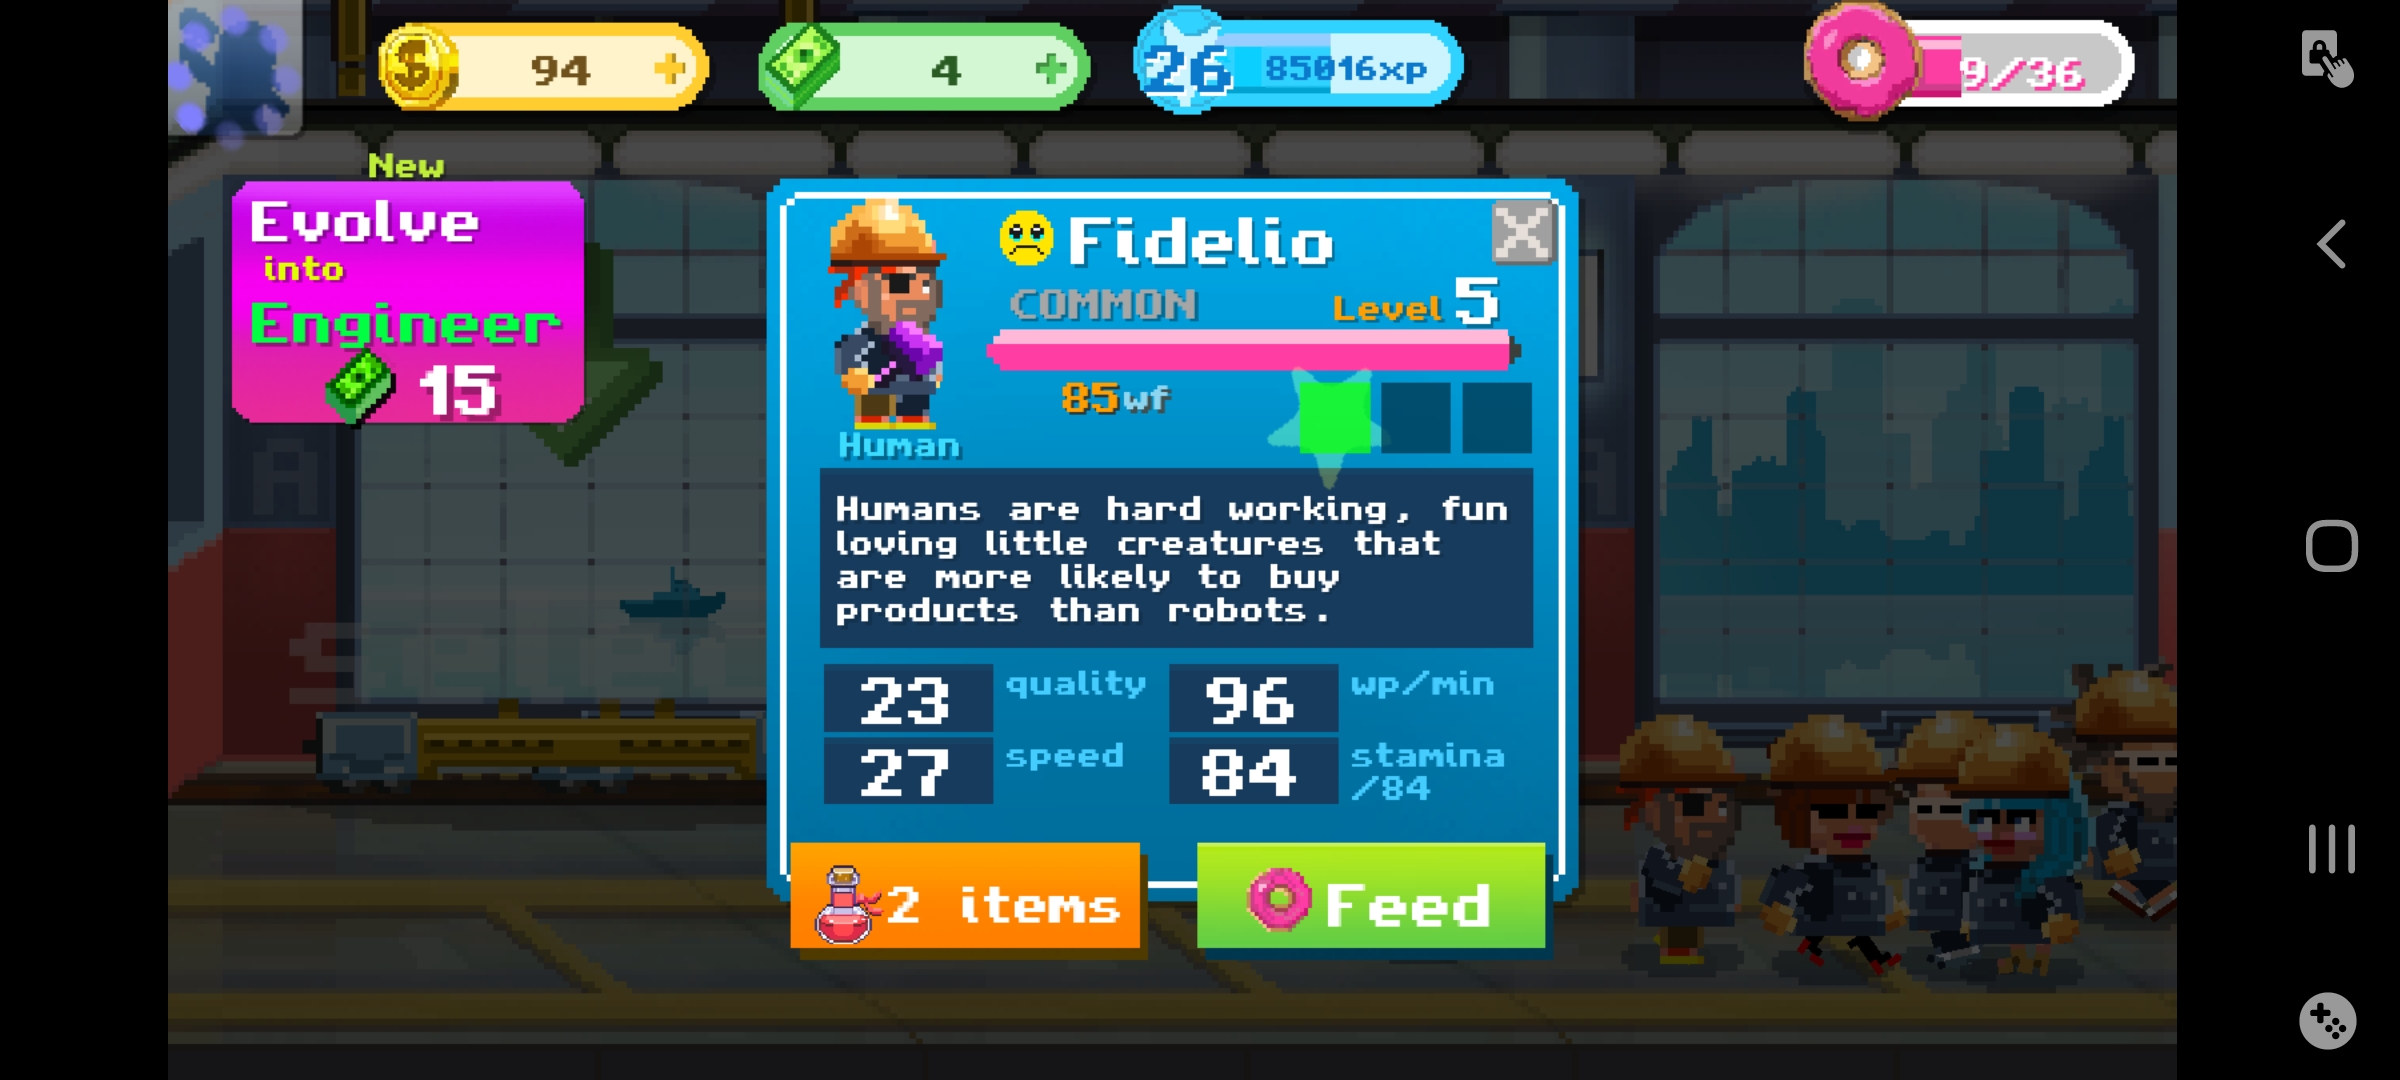 94
4
26 85016xp
9/36
New
Evolve
into
Engineer
15
Fidelio
COMMON Level 5
85wf
Human
Humans are hard working, fun
loving little creatures that
are more likely to buy
products than robots.
23 quality 96 wp/min
27 speed 84 stamina
/84
2 items Feed